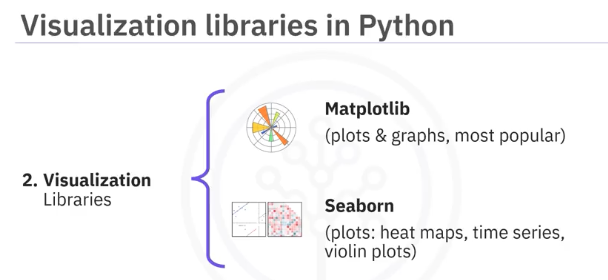 Visualization libraries in Python
2. Visualization
Libraries
Matplotlib
(plots & graphs, most popular)
Seaborn
(plots: heat maps, time series,
violin plots)